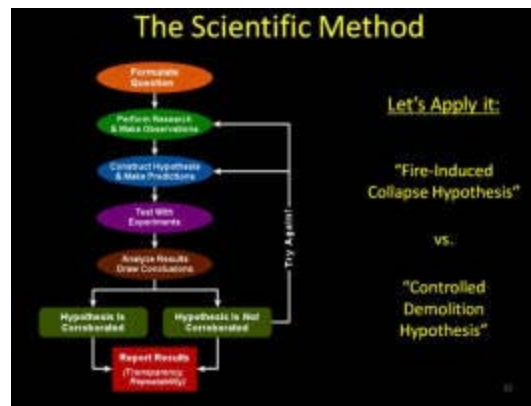 The Scientific Method
Formulate
Question
Perform Research
& Make Observations
Construct Hypothesis
& Make Predictions
Test With
Experiments
Analyze Results
Draw Conclusions
Hypothesis Is
Corroborated
Hypothesis Is Not
Corroborated
Report Results
(Transparency,
Repeatability)
Try Again!
Let's Apply it:
"Fire-Induced
Collapse Hypothesis"
vs.
"Controlled
Demolition
Hypothesis"